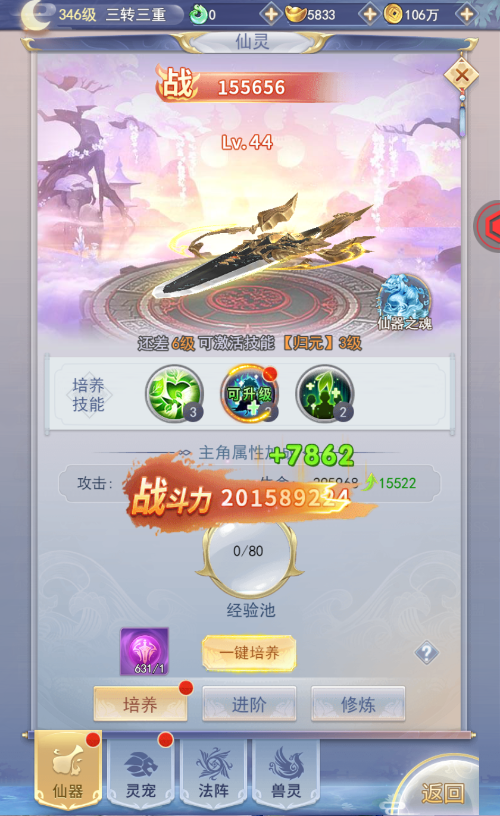 346级 三转三重 0 5833 106万
仙灵
战 155656
Lv.44
仙器之魂
还差 6级 可激活技能【归元】3级
培养
技能
3
可升级
2
主角属性加
+7862
攻击: 15522
战斗力 201589224
0/80
经验池
631/1
一键培养
?
培养 进阶 修炼
仙器 灵宠 法阵 兽灵
返回